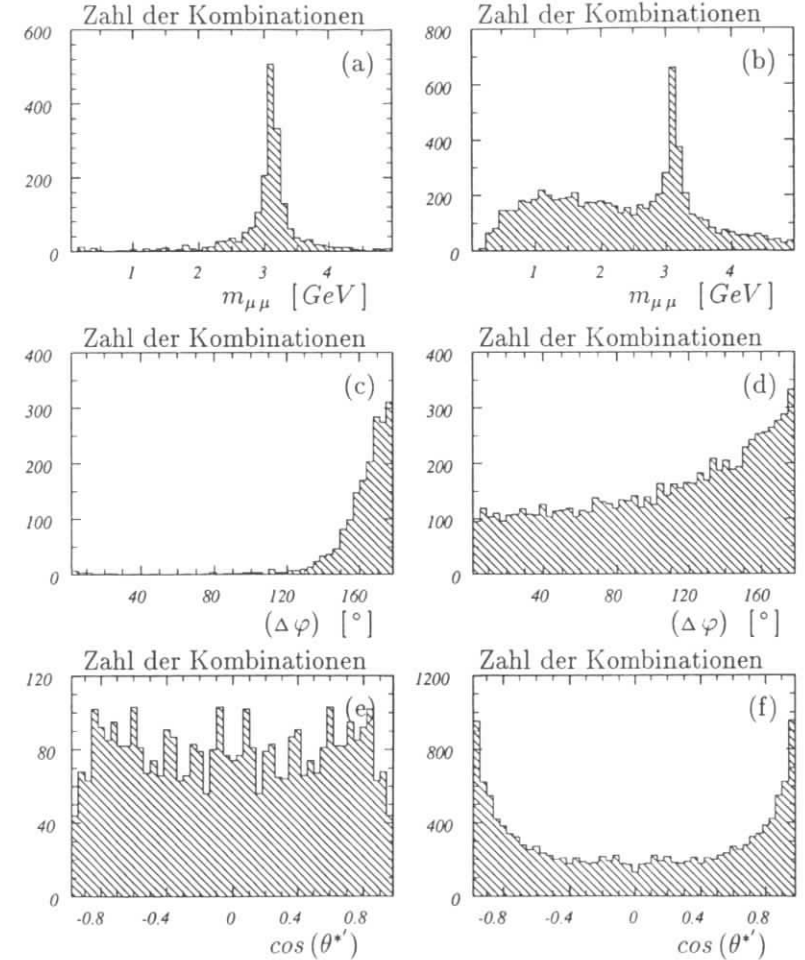 Zahl der Kombinationen
(a)
600
400
200
0
1 2 3 4
m_μμ [GeV]
Zahl der Kombinationen
(b)
800
600
400
200
0
1 2 3 4
m_μμ [GeV]
Zahl der Kombinationen
(c)
400
300
200
100
0
40 80 120 160
(Δφ) [°]
Zahl der Kombinationen
(d)
400
300
200
100
0
40 80 120 160
(Δφ) [°]
Zahl der Kombinationen
(e)
120
80
40
0
-0.8 -0.4 0 0.4 0.8
cos(θ*′)
Zahl der Kombinationen
(f)
1200
800
400
0
-0.8 -0.4 0 0.4 0.8
cos(θ*′)